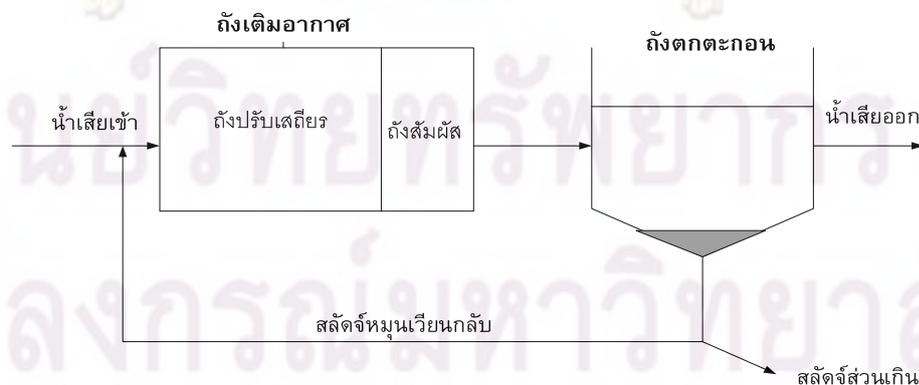 ถังเติมอากาศ
ถังตกตะกอน
น้ำเสียเข้า
ถังปรับเสถียร
ถังสัมผัส
น้ำเสียออก
สลัดจ์หมุนเวียนกลับ
สลัดจ์ส่วนเกิน